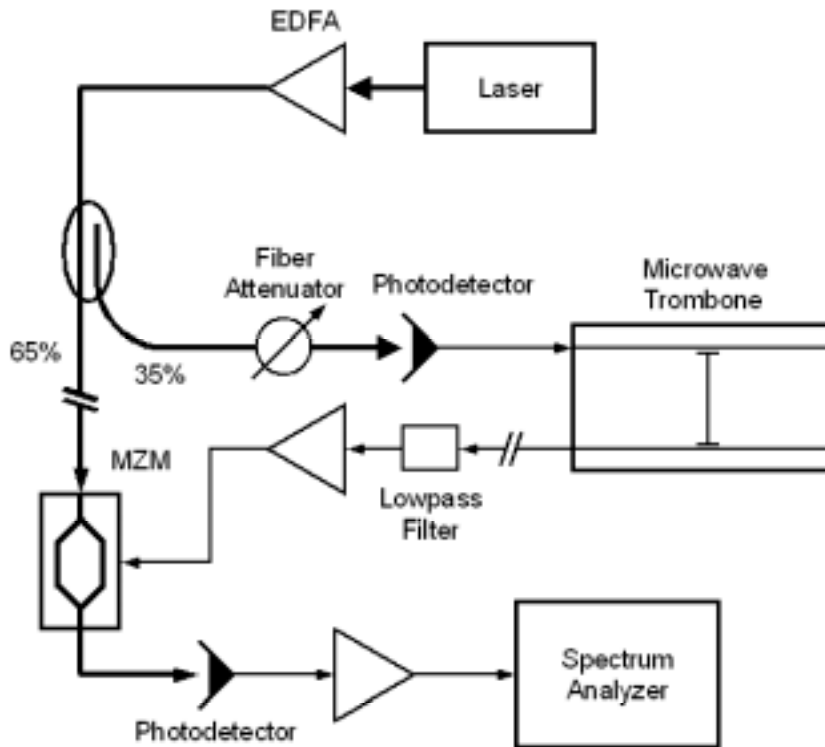 EDFA
Laser
Fiber
Attenuator
Photodetector
Microwave
Trombone
65%
35%
MZM
Lowpass
Filter
Photodetector
Spectrum
Analyzer